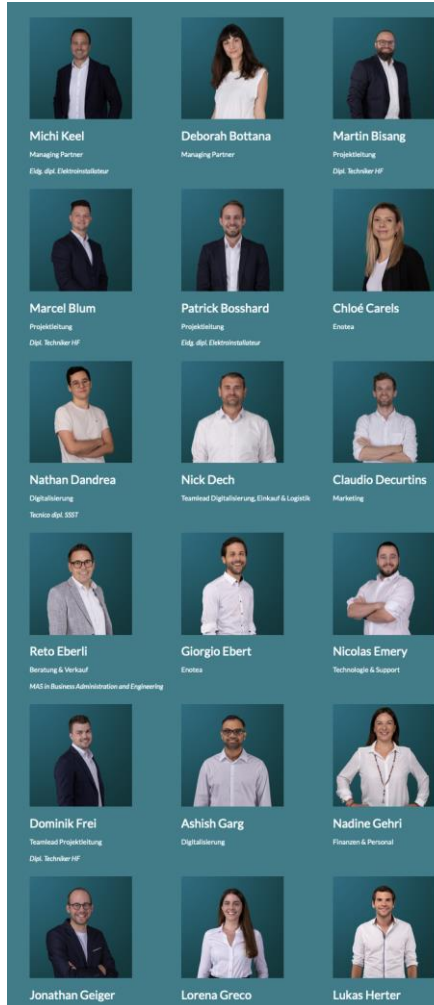 Michi Keel
Managing Partner
Eidg. dipl. Elektroinstallateur
Deborah Bottana
Managing Partner
Martin Bisang
Projektleitung
Dipl. Techniker HF
Marcel Blum
Projektleitung
Dipl. Techniker HF
Patrick Bosshard
Projektleitung
Eidg. dipl. Elektroinstallateur
Chloé Carels
Enotea
Nathan Dandrea
Digitalisierung
Tecnico dipl. SSST
Nick Dech
Teamlead Digitalisierung, Einkauf & Logistik
Claudio Decurtins
Marketing
Reto Eberli
Beratung & Verkauf
MAS in Business Administration and Engineering
Giorgio Ebert
Enotea
Nicolas Emery
Technologie & Support
Dominik Frei
Teamlead Projektleitung
Dipl. Techniker HF
Ashish Garg
Digitalisierung
Nadine Gehri
Finanzen & Personal
Jonathan Geiger
Lorena Greco
Lukas Herter